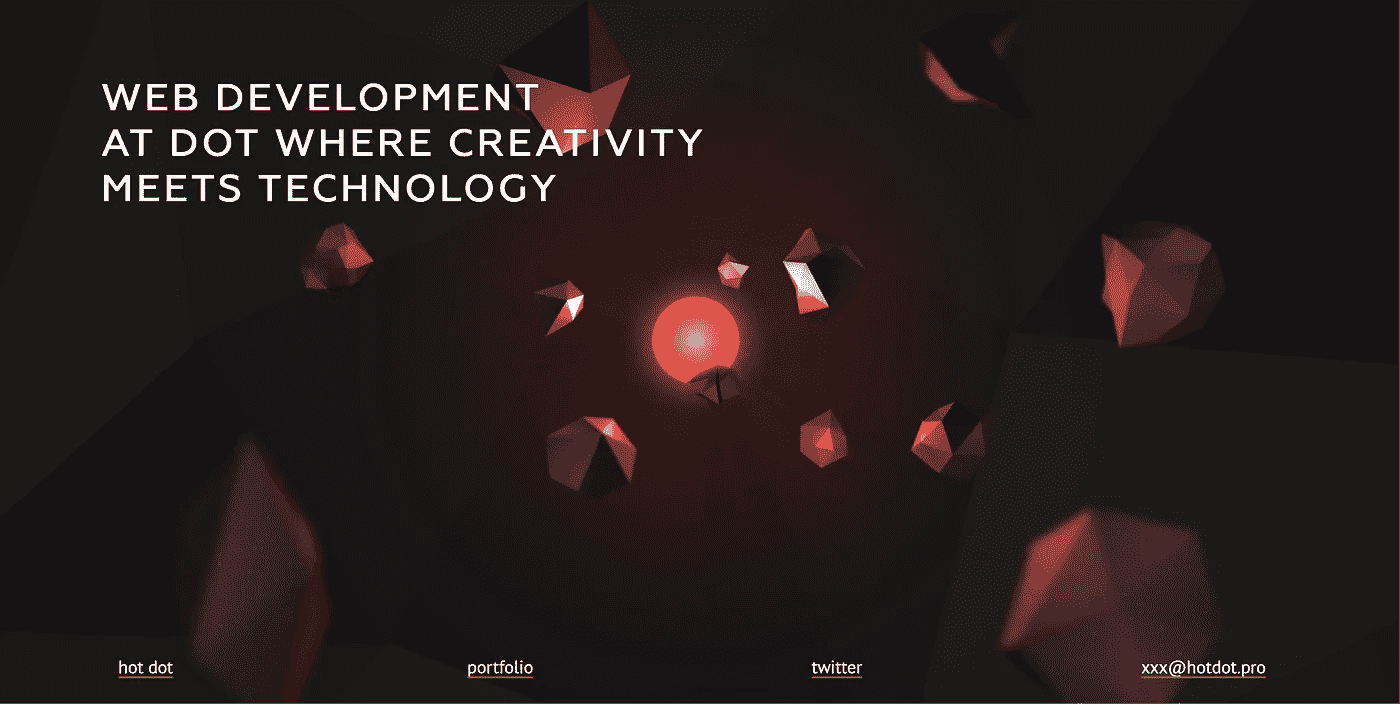 WEB DEVELOPMENT
AT DOT WHERE CREATIVITY
MEETS TECHNOLOGY
hot dot
portfolio
twitter
xxx@hotdot.pro